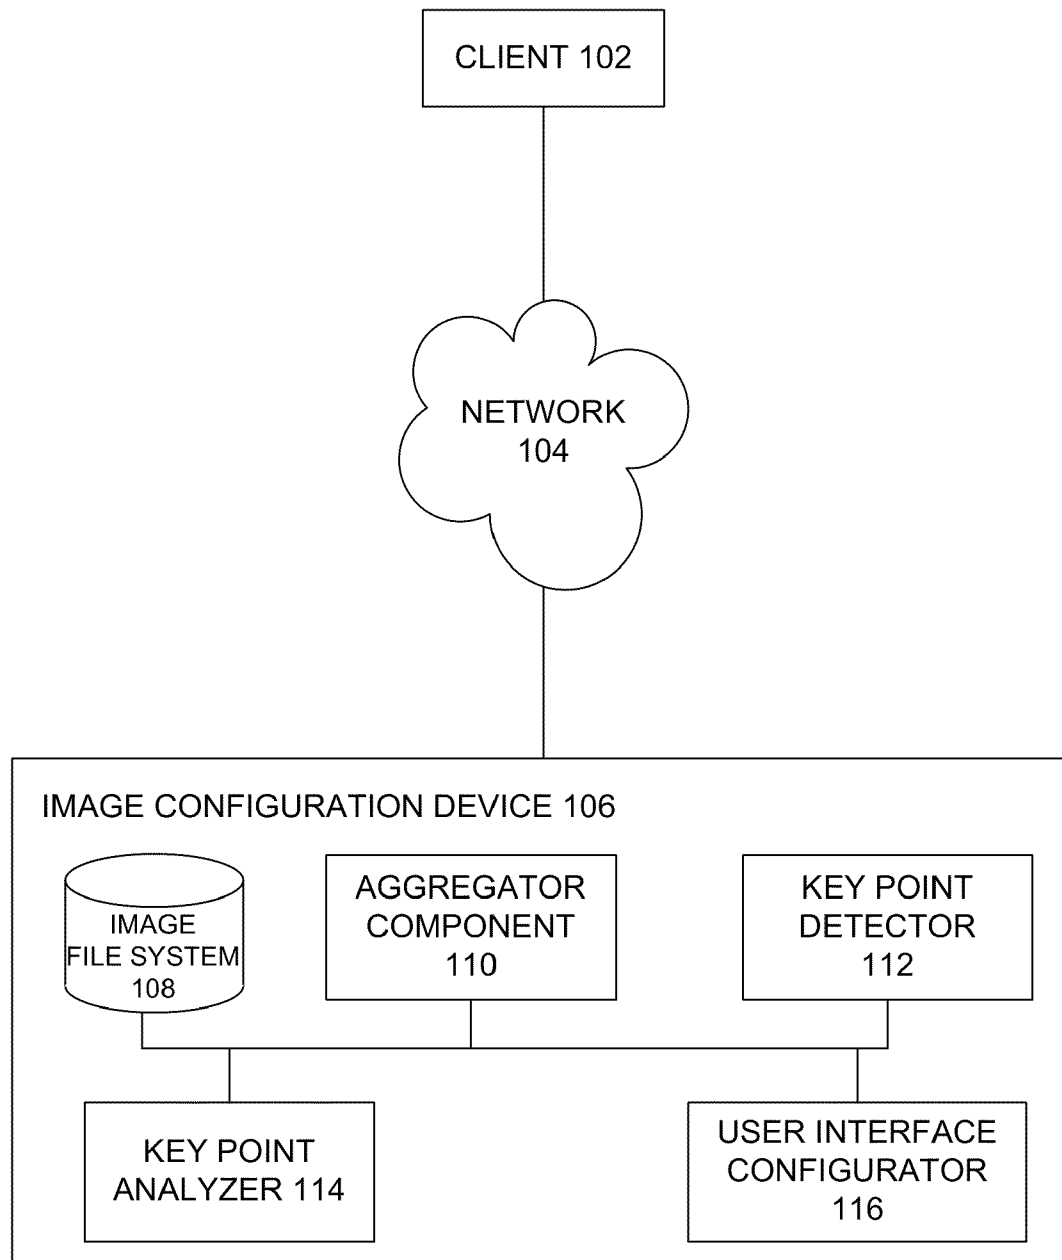 CLIENT 102
NETWORK
104
IMAGE CONFIGURATION DEVICE 106
IMAGE
FILE SYSTEM
108
AGGREGATOR
COMPONENT
110
KEY POINT
DETECTOR
112
KEY POINT
ANALYZER 114
USER INTERFACE
CONFIGURATOR
116